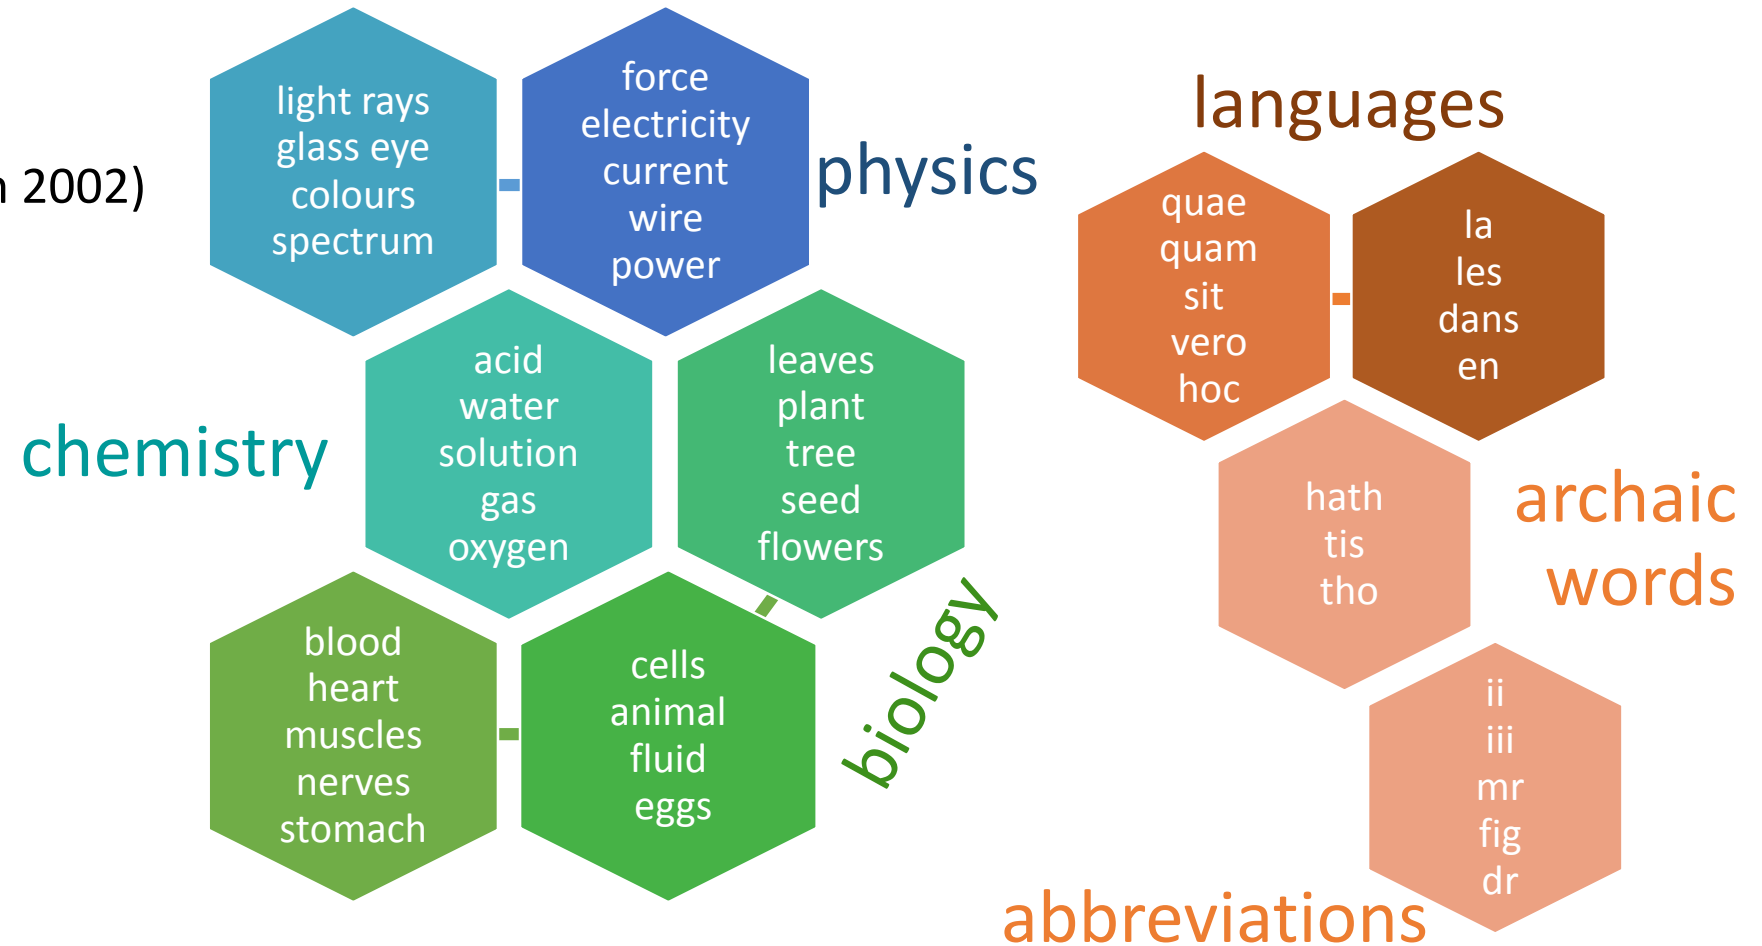 2002)
light rays
glass eye
colours
spectrum
force
electricity
current
wire
power
physics
chemistry
acid
water
solution
gas
oxygen
leaves
plant
tree
seed
flowers
blood
heart
muscles
nerves
stomach
cells
animal
fluid
eggs
biology
languages
quae
quam
sit
vero
hoc
la
les
dans
en
hath
tis
tho
archaic
words
ii
iii
mr
fig
dr
abbreviations